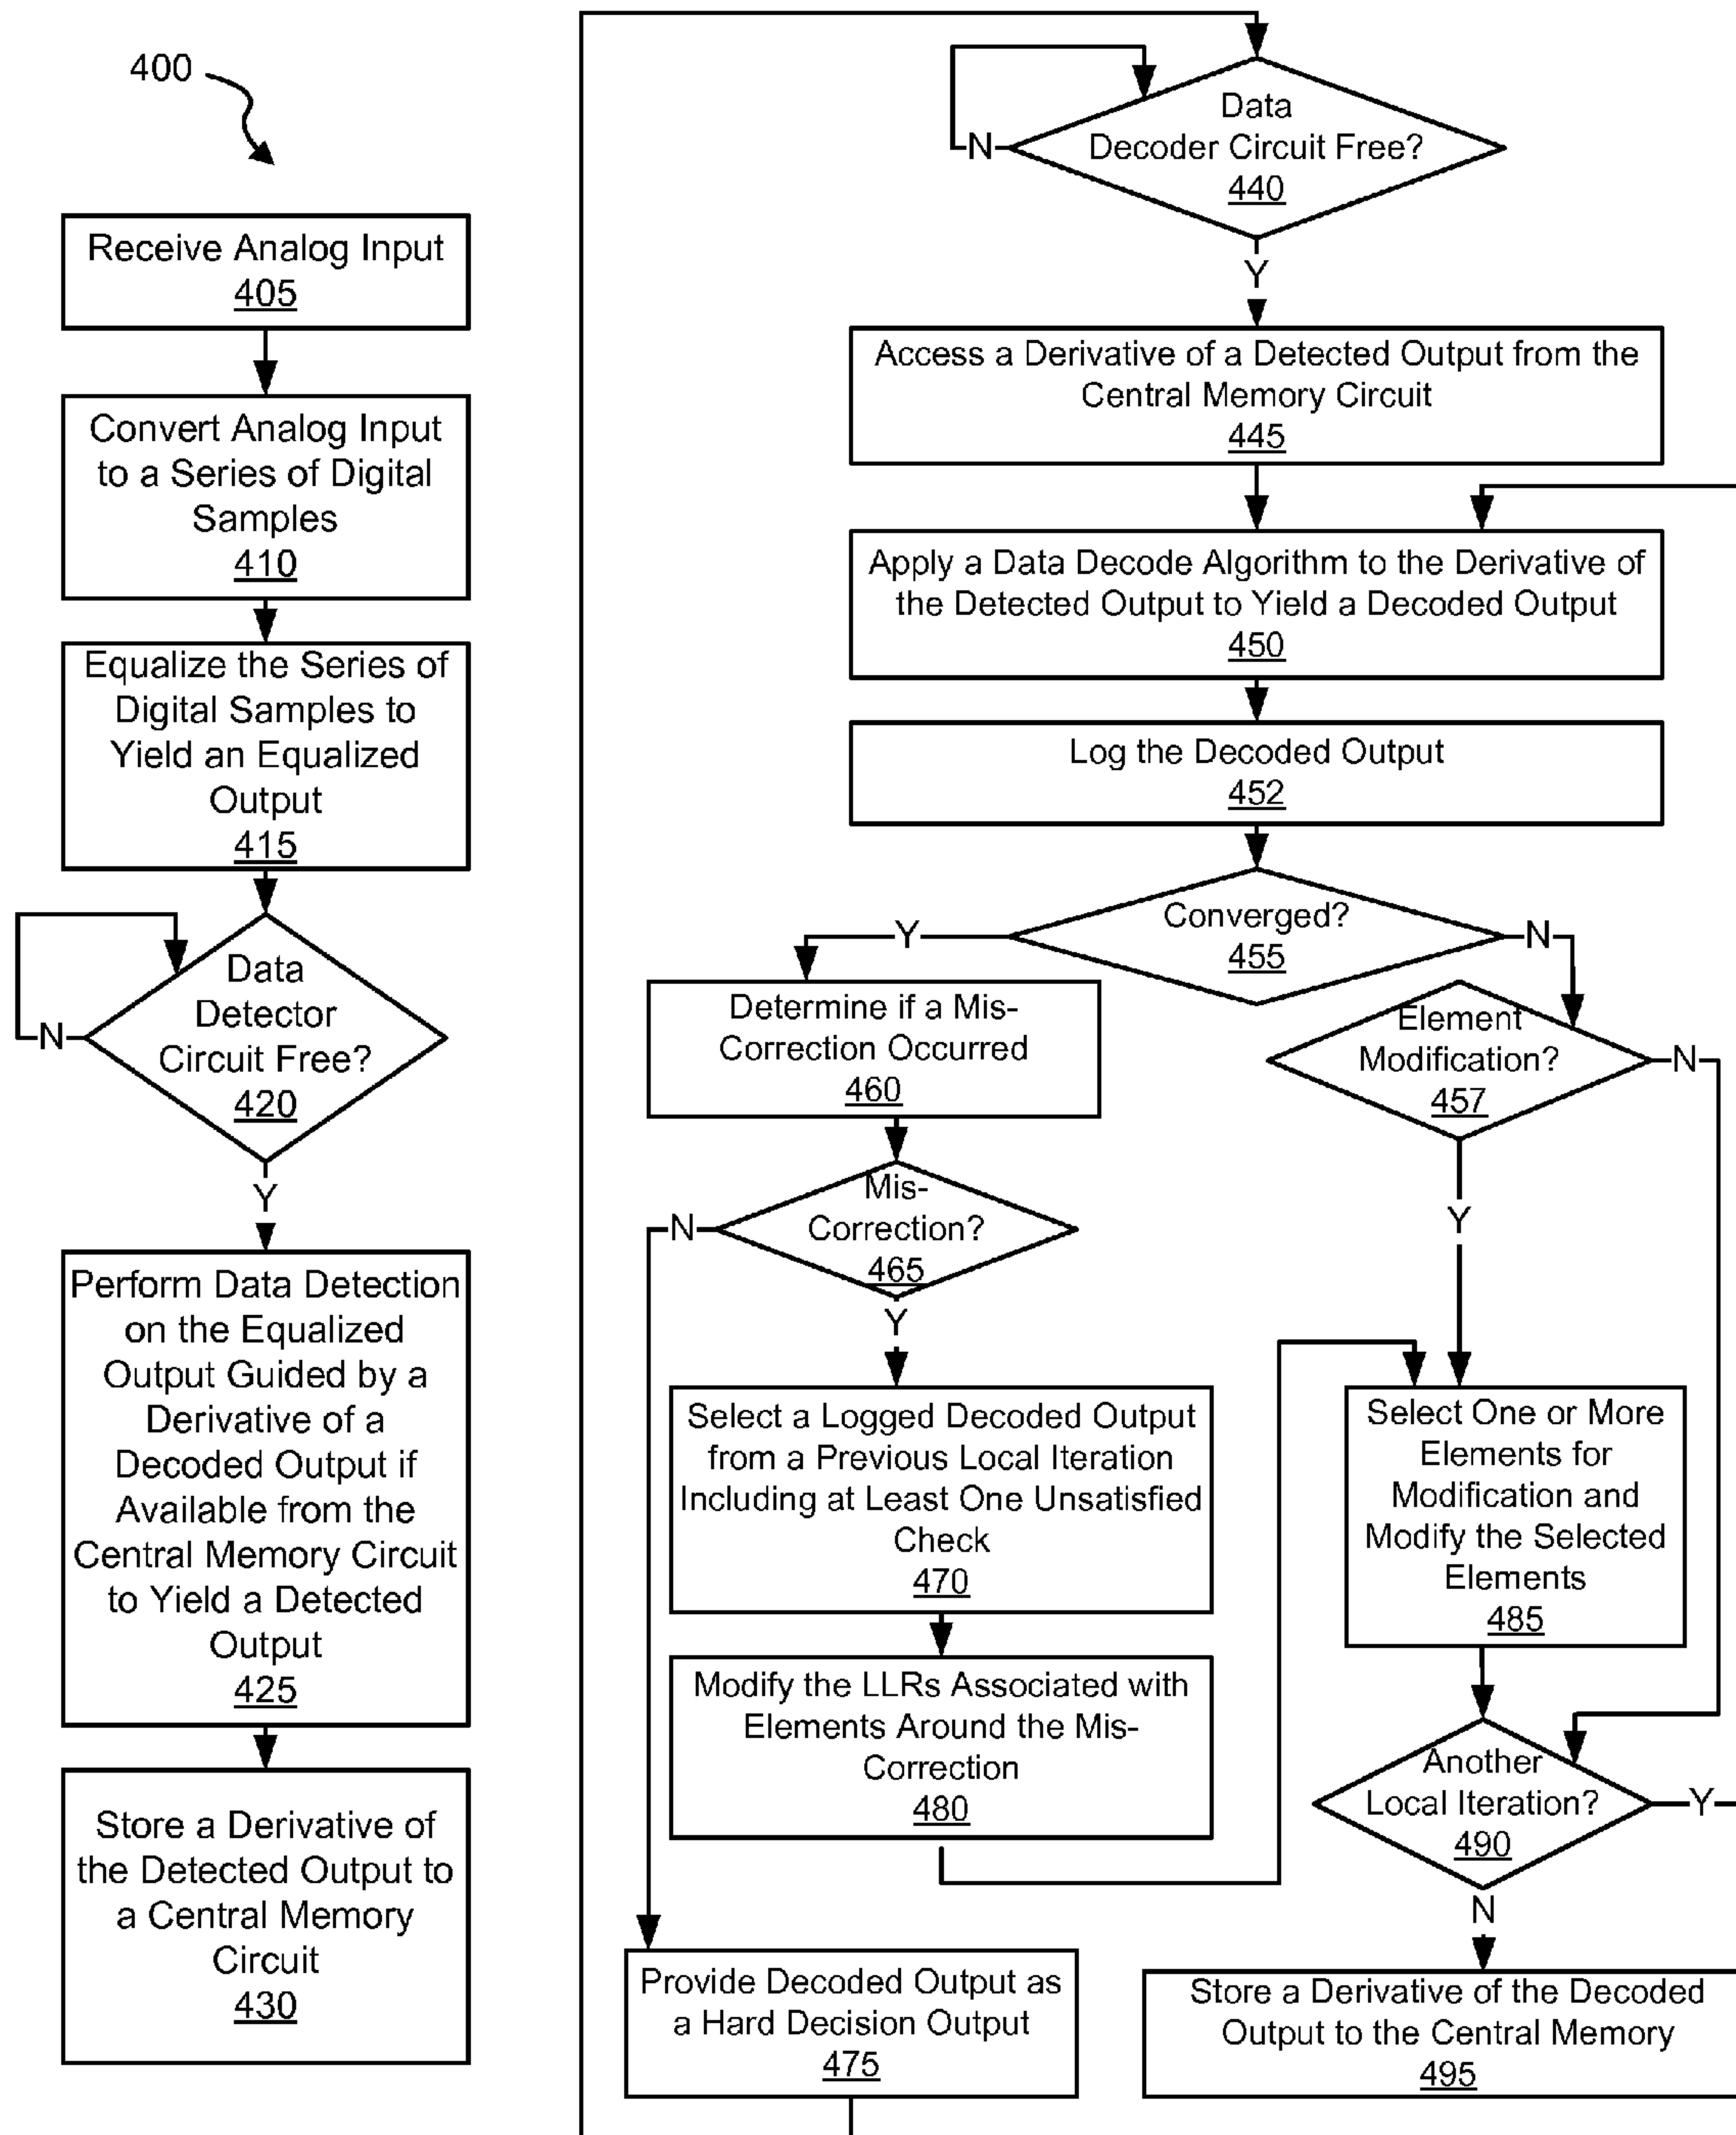 400
Receive Analog Input
405
Convert Analog Input
to a Series of Digital
Samples
410
Equalize the Series of
Digital Samples to
Yield an Equalized
Output
415
Data
Detector
Circuit Free?
420
N
Y
Perform Data Detection
on the Equalized
Output Guided by a
Derivative of a
Decoded Output if
Available from the
Central Memory Circuit
to Yield a Detected
Output
425
Store a Derivative of
the Detected Output to
a Central Memory
Circuit
430
Data
Decoder Circuit Free?
440
N
Y
Access a Derivative of a Detected Output from the
Central Memory Circuit
445
Apply a Data Decode Algorithm to the Derivative of
the Detected Output to Yield a Decoded Output
450
Log the Decoded Output
452
Converged?
455
Y
N
Determine if a Mis-
Correction Occurred
460
Element
Modification?
457
N
Y
Mis-
Correction?
465
N
Y
Select a Logged Decoded Output
from a Previous Local Iteration
Including at Least One Unsatisfied
Check
470
Select One or More
Elements for
Modification and
Modify the Selected
Elements
485
Modify the LLRs Associated with
Elements Around the Mis-
Correction
480
Another
Local Iteration?
490
Y
N
Provide Decoded Output as
a Hard Decision Output
475
Store a Derivative of the Decoded
Output to the Central Memory
495